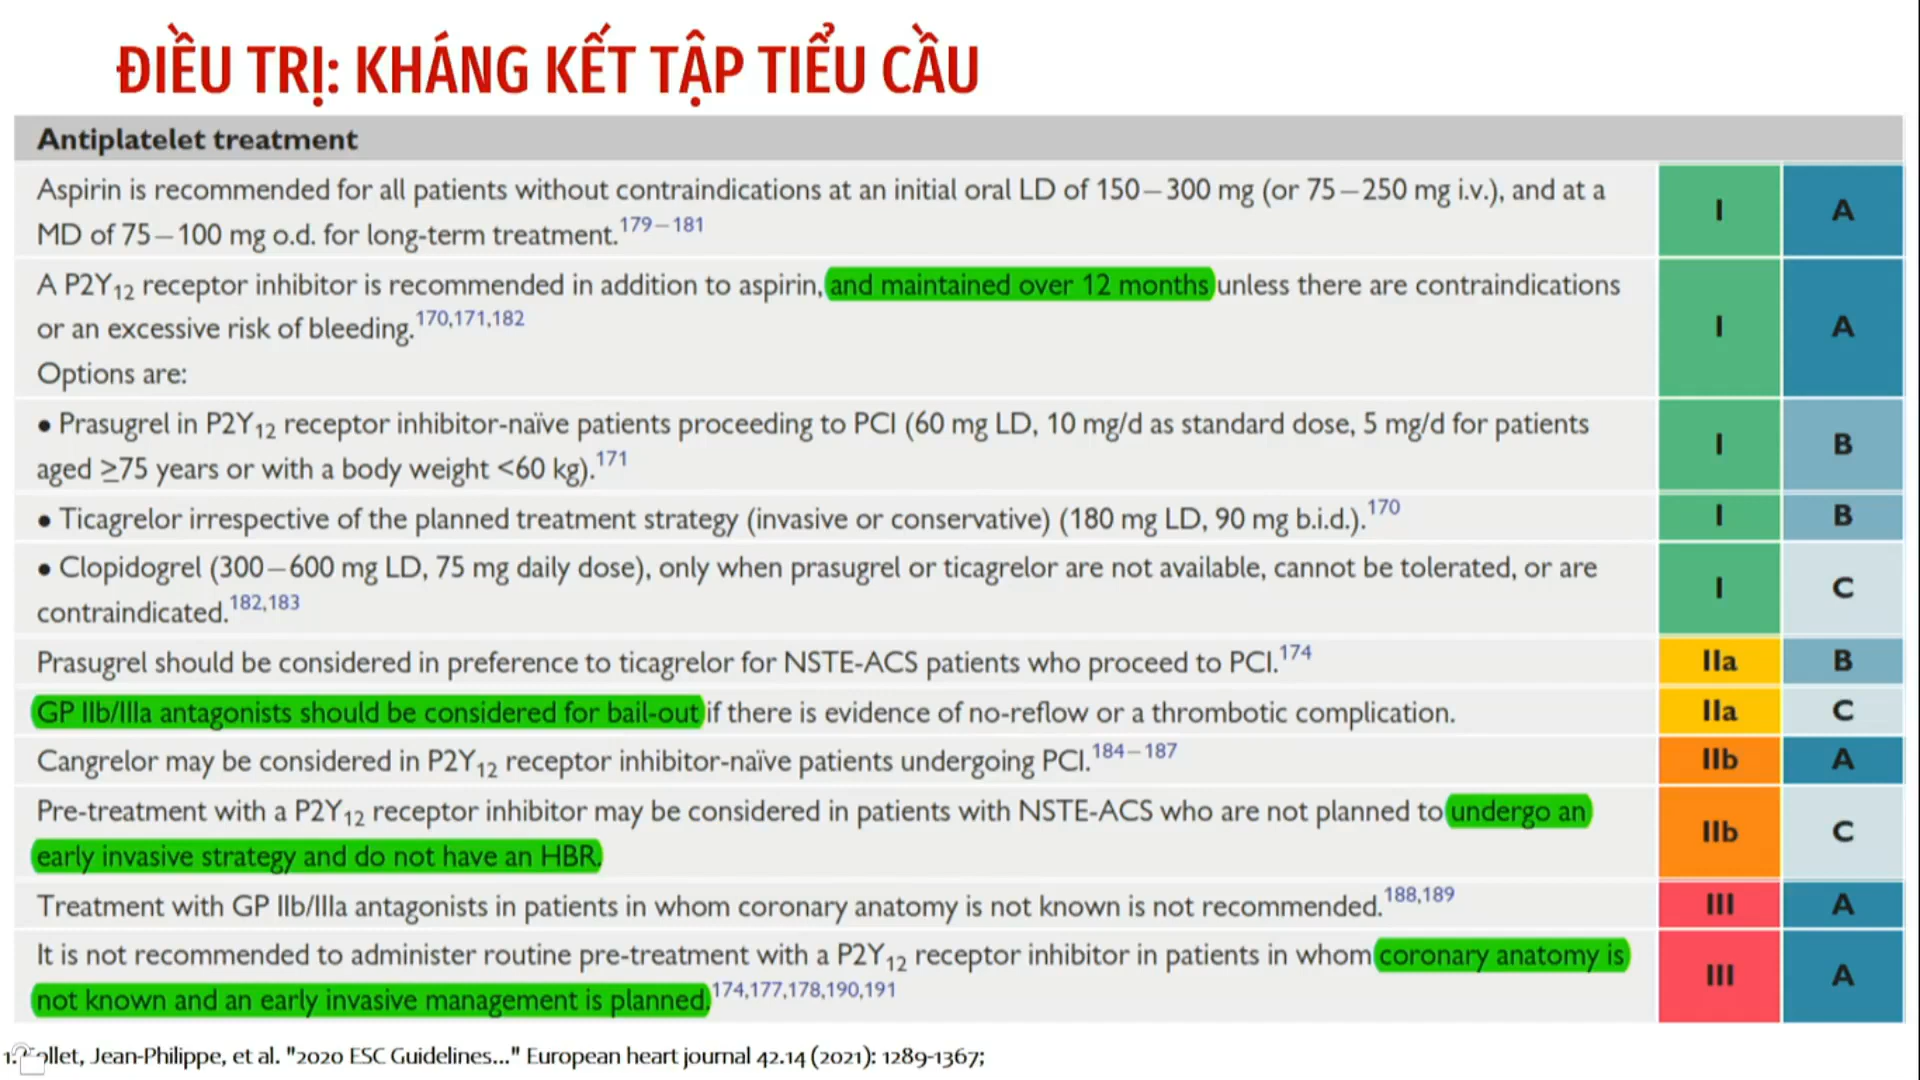 ĐIỀU TRỊ: KHÁNG KẾT TẬP TIỂU CẦU
Antiplatelet treatment
Aspirin is recommended for all patients without contraindications at an initial oral LD of 150–300 mg (or 75–250 mg i.v.), and at a
MD of 75–100 mg o.d. for long-term treatment.179–181
I A
A P2Y12 receptor inhibitor is recommended in addition to aspirin, and maintained over 12 months unless there are contraindications
or an excessive risk of bleeding.170,171,182
Options are:
I A
• Prasugrel in P2Y12 receptor inhibitor-naïve patients proceeding to PCI (60 mg LD, 10 mg/d as standard dose, 5 mg/d for patients
aged ≥75 years or with a body weight <60 kg).171
I B
• Ticagrelor irrespective of the planned treatment strategy (invasive or conservative) (180 mg LD, 90 mg b.i.d.).170
I B
• Clopidogrel (300–600 mg LD, 75 mg daily dose), only when prasugrel or ticagrelor are not available, cannot be tolerated, or are
contraindicated.182,183
I C
Prasugrel should be considered in preference to ticagrelor for NSTE-ACS patients who proceed to PCI.174
IIa B
GP IIb/IIIa antagonists should be considered for bail-out if there is evidence of no-reflow or a thrombotic complication.
IIa C
Cangrelor may be considered in P2Y12 receptor inhibitor-naïve patients undergoing PCI.184–187
IIb A
Pre-treatment with a P2Y12 receptor inhibitor may be considered in patients with NSTE-ACS who are not planned to undergo an
early invasive strategy and do not have an HBR.
IIb C
Treatment with GP IIb/IIIa antagonists in patients in whom coronary anatomy is not known is not recommended.188,189
III A
It is not recommended to administer routine pre-treatment with a P2Y12 receptor inhibitor in patients in whom coronary anatomy is
not known and an early invasive management is planned.174,177,178,190,191
III A
1. Jean-Philippe, et al. "2020 ESC Guidelines..." European heart journal 42.14 (2021): 1289-1367;